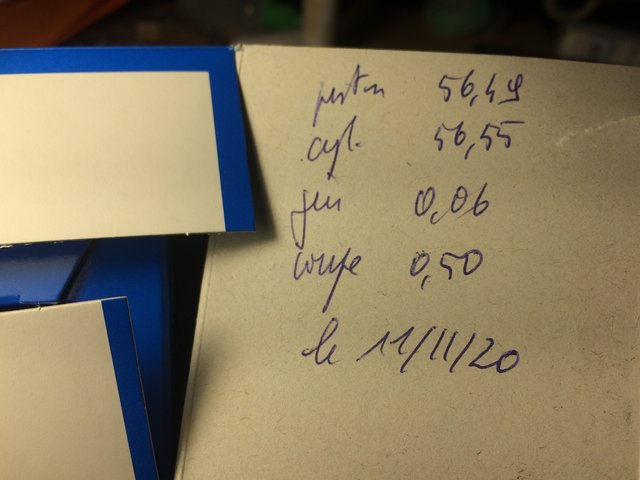 piston 56,49
cyl. 56,55
jeu 0,06
coupe 0,50
le 11/11/20